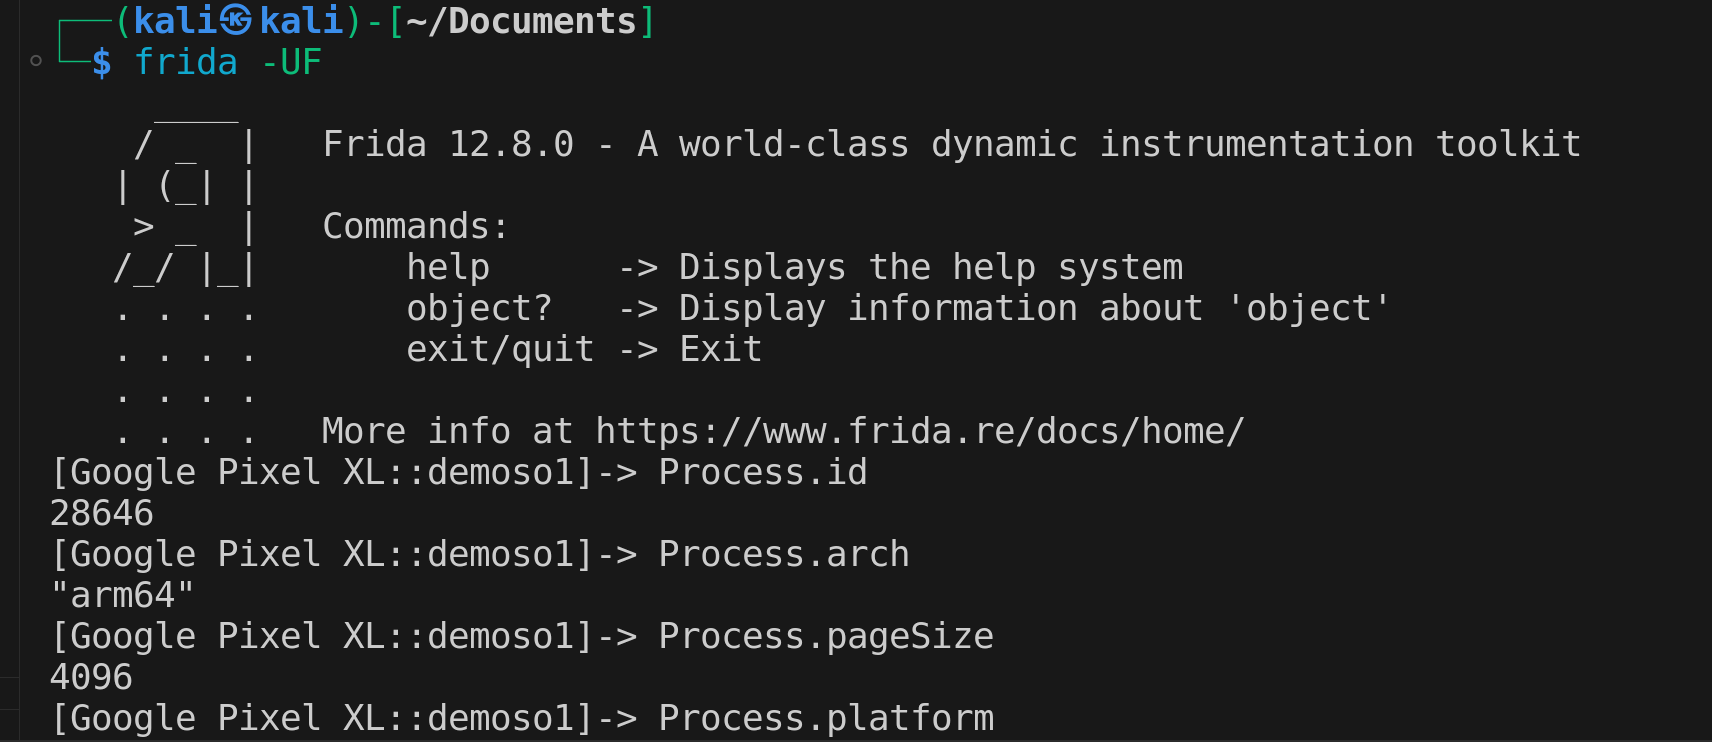 ┌──(kali㉿kali)-[~/Documents]
└─$ frida -UF
     ____
    / _  |   Frida 12.8.0 - A world-class dynamic instrumentation toolkit
   | (_| |
    > _  |   Commands:
   /_/ |_|       help      -> Displays the help system
   . . . .       object?   -> Display information about 'object'
   . . . .       exit/quit -> Exit
   . . . .
   . . . .   More info at https://www.frida.re/docs/home/
[Google Pixel XL::demoso1]-> Process.id
28646
[Google Pixel XL::demoso1]-> Process.arch
"arm64"
[Google Pixel XL::demoso1]-> Process.pageSize
4096
[Google Pixel XL::demoso1]-> Process.platform